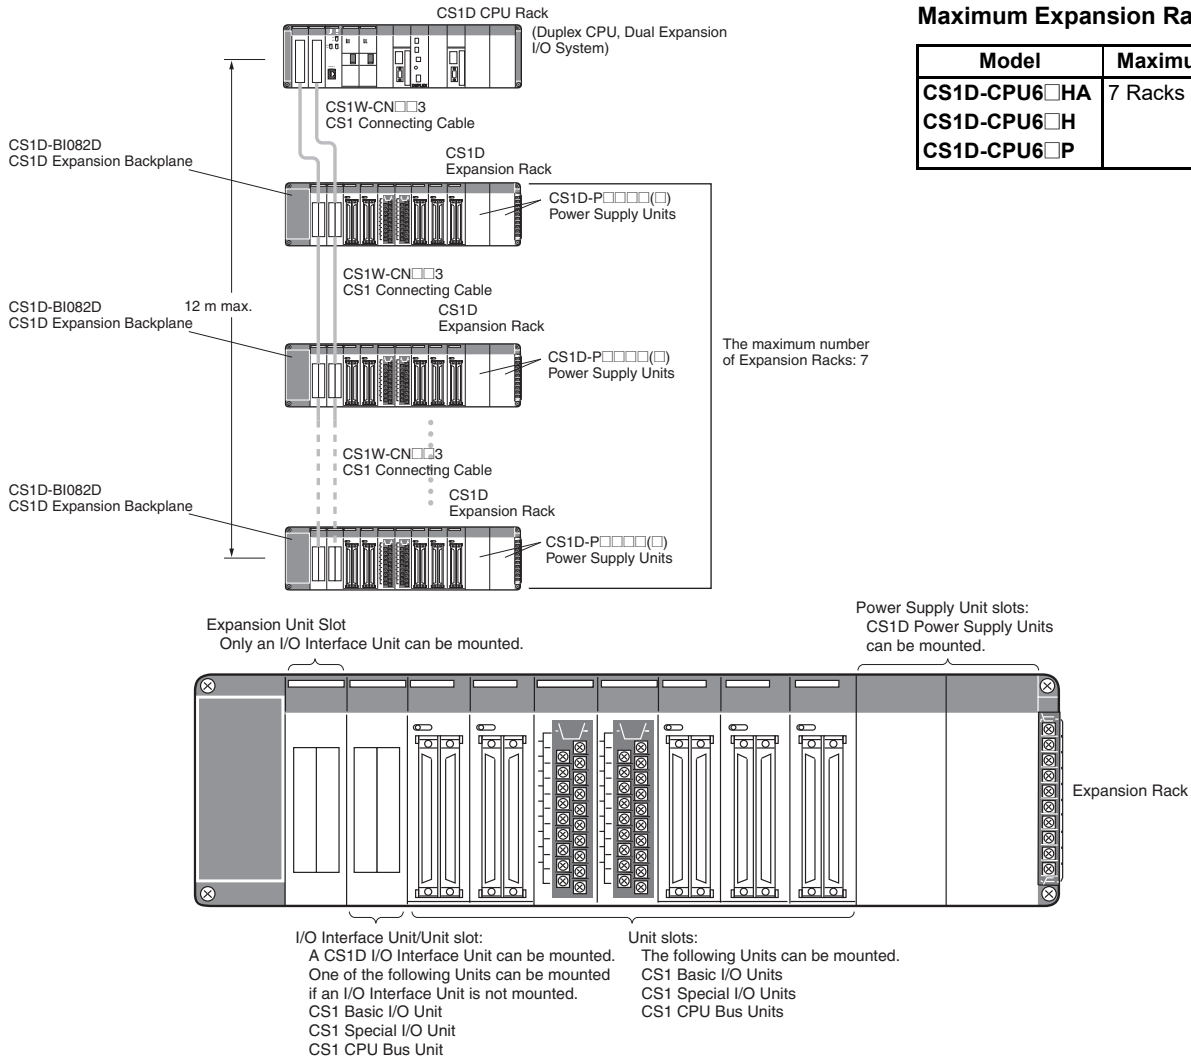 CS1D CPU Rack
(Duplex CPU, Dual Expansion
I/O System)
Maximum Expansion Ra
Model
Maximu
CS1D-CPU6□HA
7 Racks
CS1D-CPU6□H
CS1D-CPU6□P
CS1W-CN□□3
CS1 Connecting Cable
CS1D-BI082D
CS1D Expansion Backplane
CS1D
Expansion Rack
CS1D-P□□□□(□)
Power Supply Units
CS1W-CN□□3
CS1 Connecting Cable
CS1D-BI082D
CS1D Expansion Backplane
12 m max.
CS1D
Expansion Rack
CS1D-P□□□□(□)
Power Supply Units
The maximum number
of Expansion Racks: 7
CS1W-CN□□3
CS1 Connecting Cable
CS1D-BI082D
CS1D Expansion Backplane
CS1D
Expansion Rack
CS1D-P□□□□(□)
Power Supply Units
Expansion Unit Slot
Only an I/O Interface Unit can be mounted.
Power Supply Unit slots:
CS1D Power Supply Units
can be mounted.
Expansion Rack
I/O Interface Unit/Unit slot:
A CS1D I/O Interface Unit can be mounted.
One of the following Units can be mounted
if an I/O Interface Unit is not mounted.
CS1 Basic I/O Unit
CS1 Special I/O Unit
CS1 CPU Bus Unit
Unit slots:
The following Units can be mounted.
CS1 Basic I/O Units
CS1 Special I/O Units
CS1 CPU Bus Units